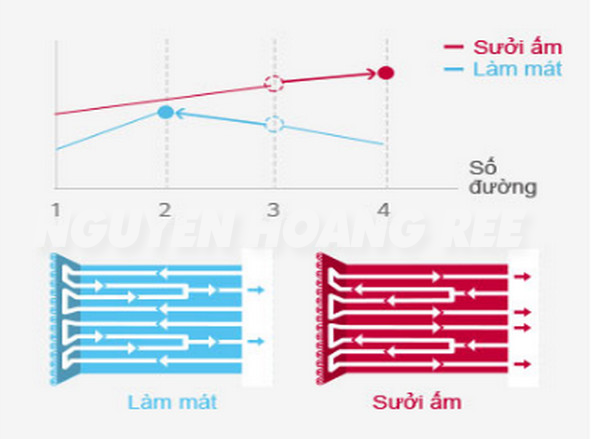 Sưởi ấm
Làm mát
Số
đường
1 2 3 4
NGUYEN HOANG REE
Làm mát
Sưởi ấm